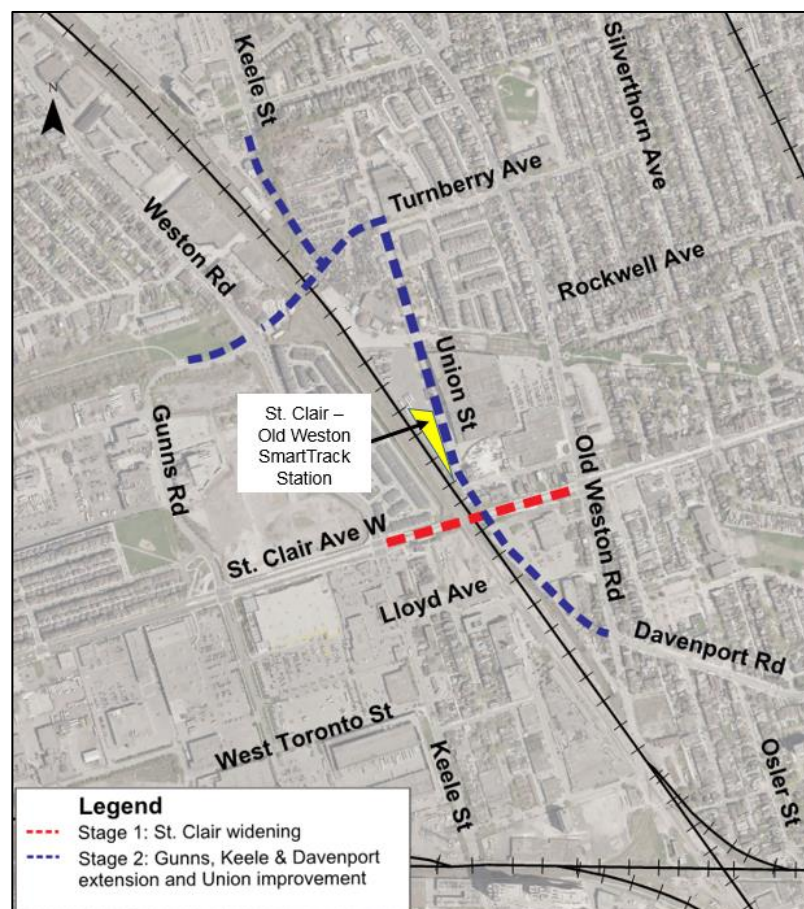 Keele St
Silverthorn Ave
N
Turnberry Ave
Weston Rd
Rockwell Ave
Union St
St. Clair –
Old Weston
SmartTrack
Station
Gunns Rd
Old Weston Rd
St. Clair Ave W
Lloyd Ave
Davenport Rd
West Toronto St
Keele St
Osler St
Legend
Stage 1: St. Clair widening
Stage 2: Gunns, Keele & Davenport
extension and Union improvement